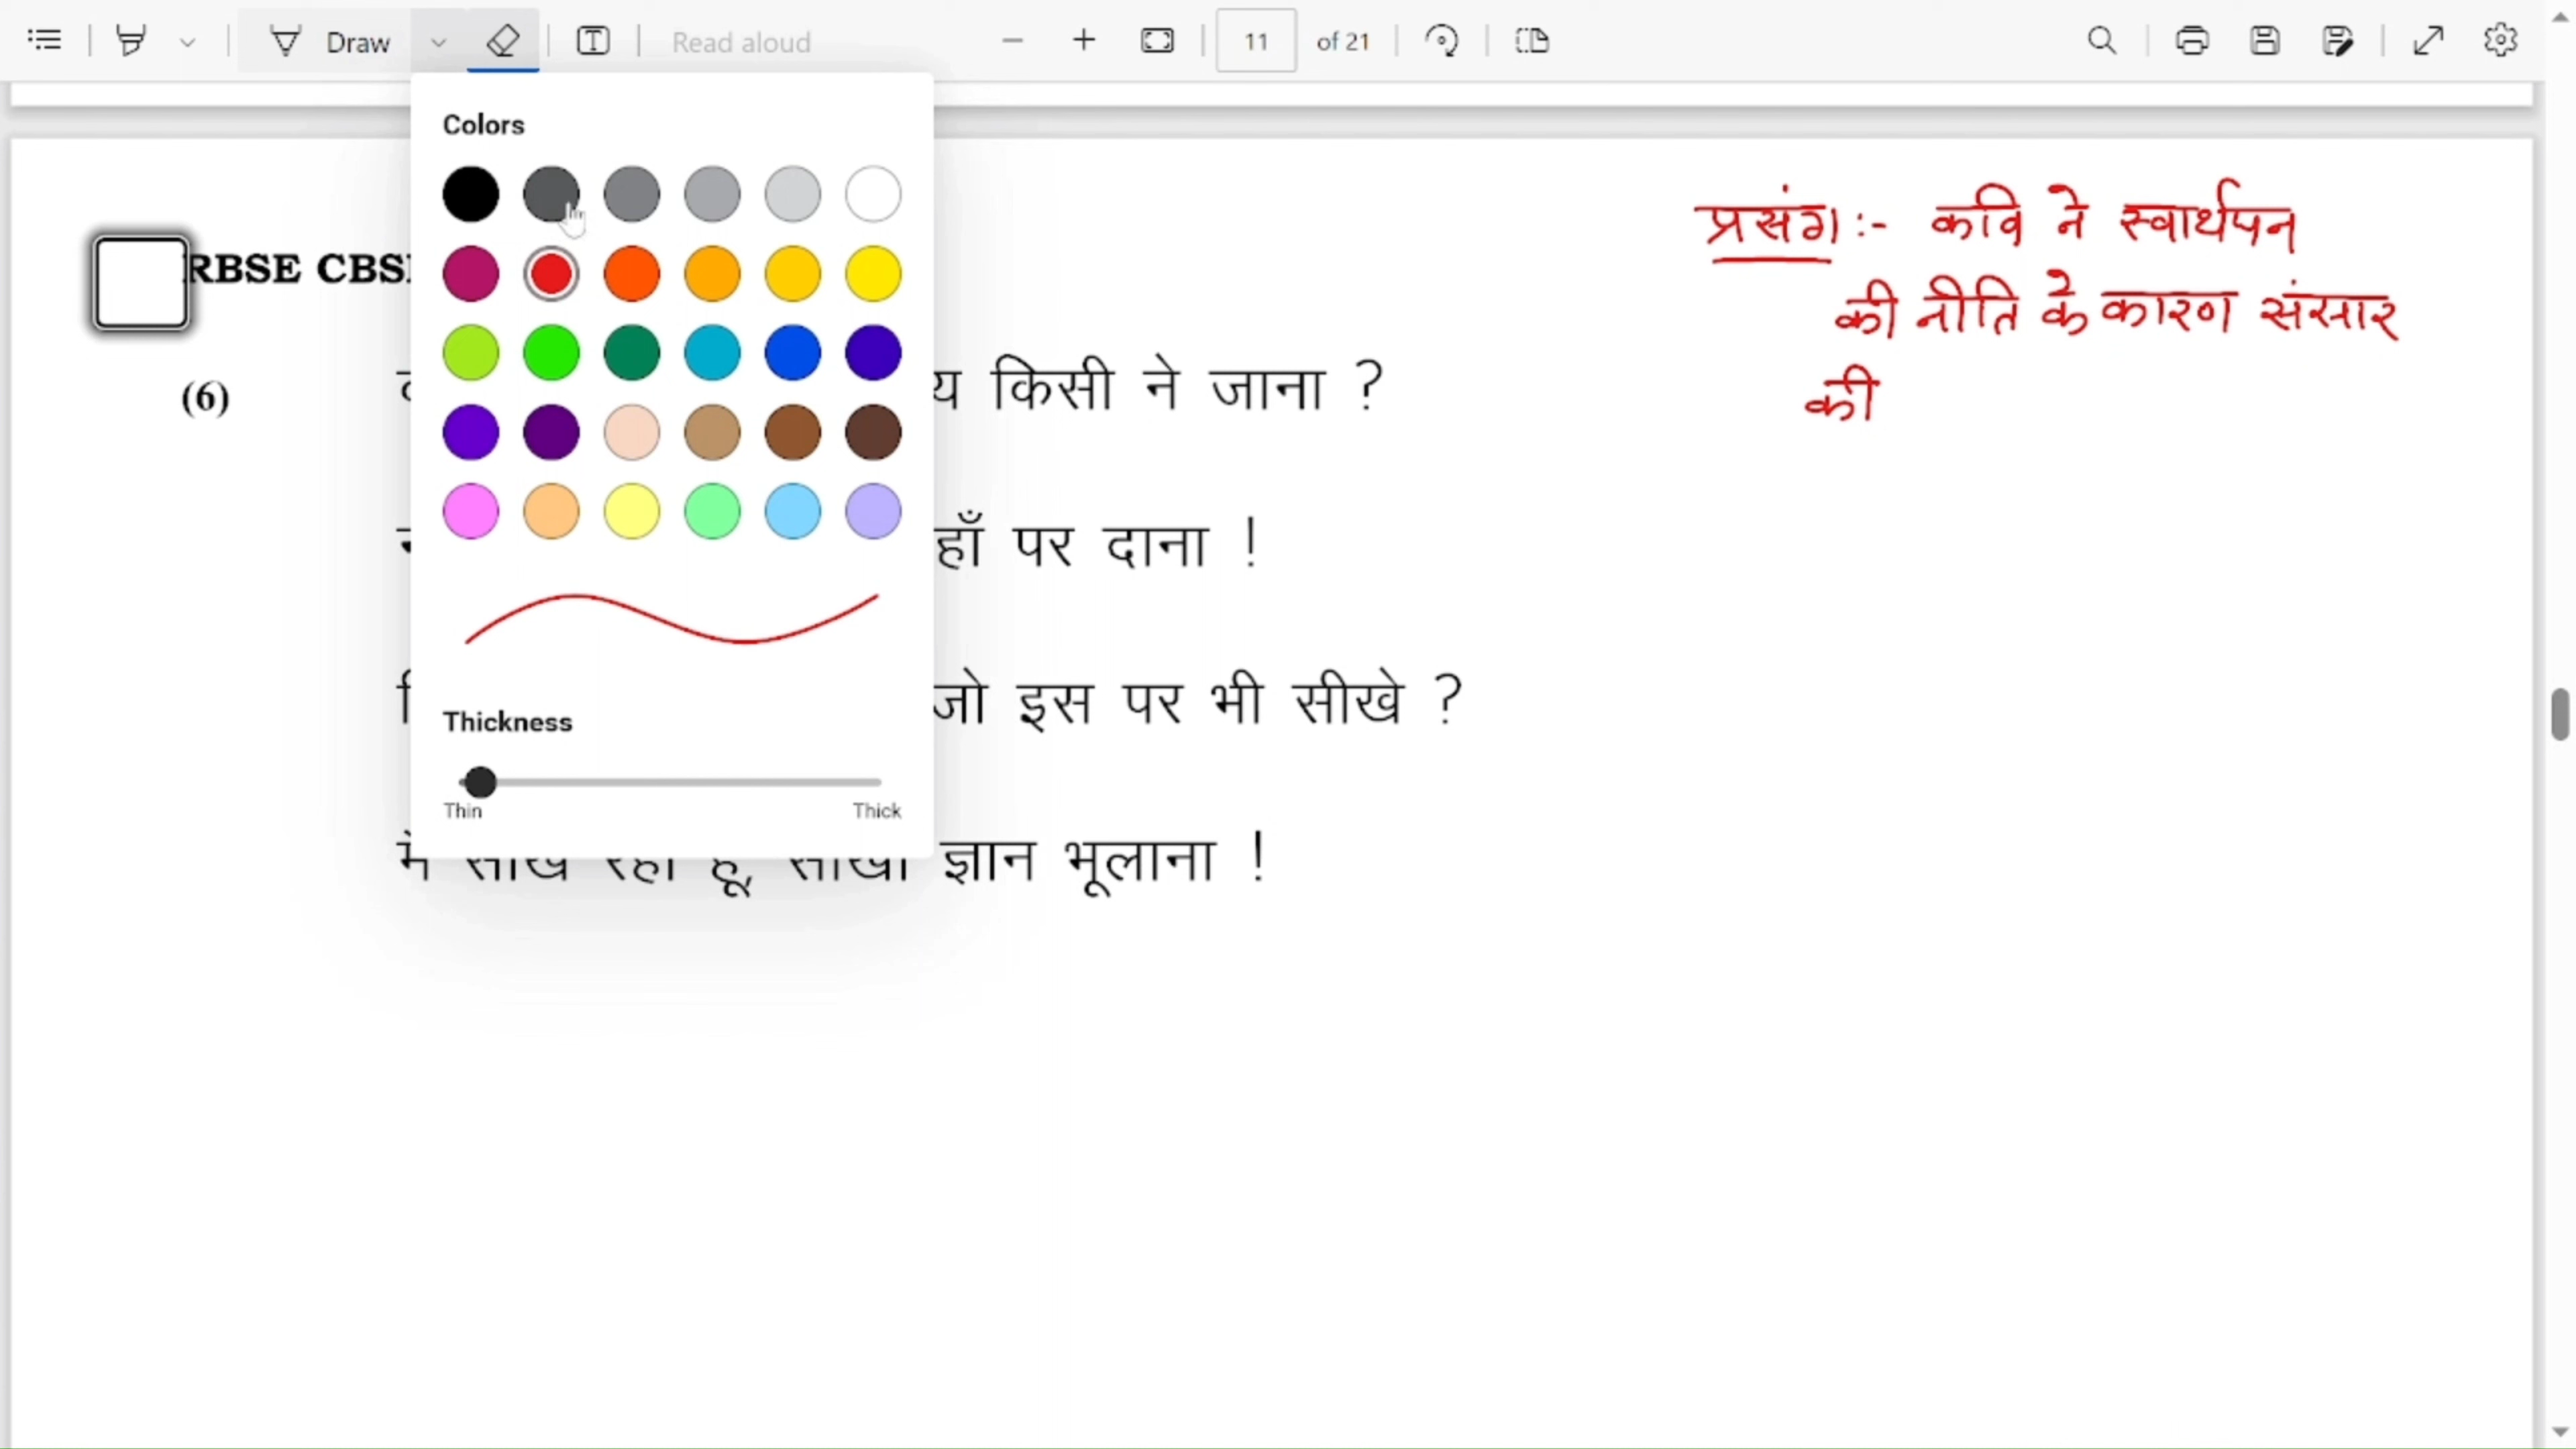 Draw
Read aloud
11 of 21
Colors
प्रसंग :- कवि ने स्वार्थपन
की नीति के कारण संसार
की
RBSE CBS
(6)
य किसी ने जाना ?
हाँ पर दाना !
जो इस पर भी सीखे ?
Thickness
Thin Thick
मैं सीख रहा हूँ, सीखा ज्ञान भूलाना !